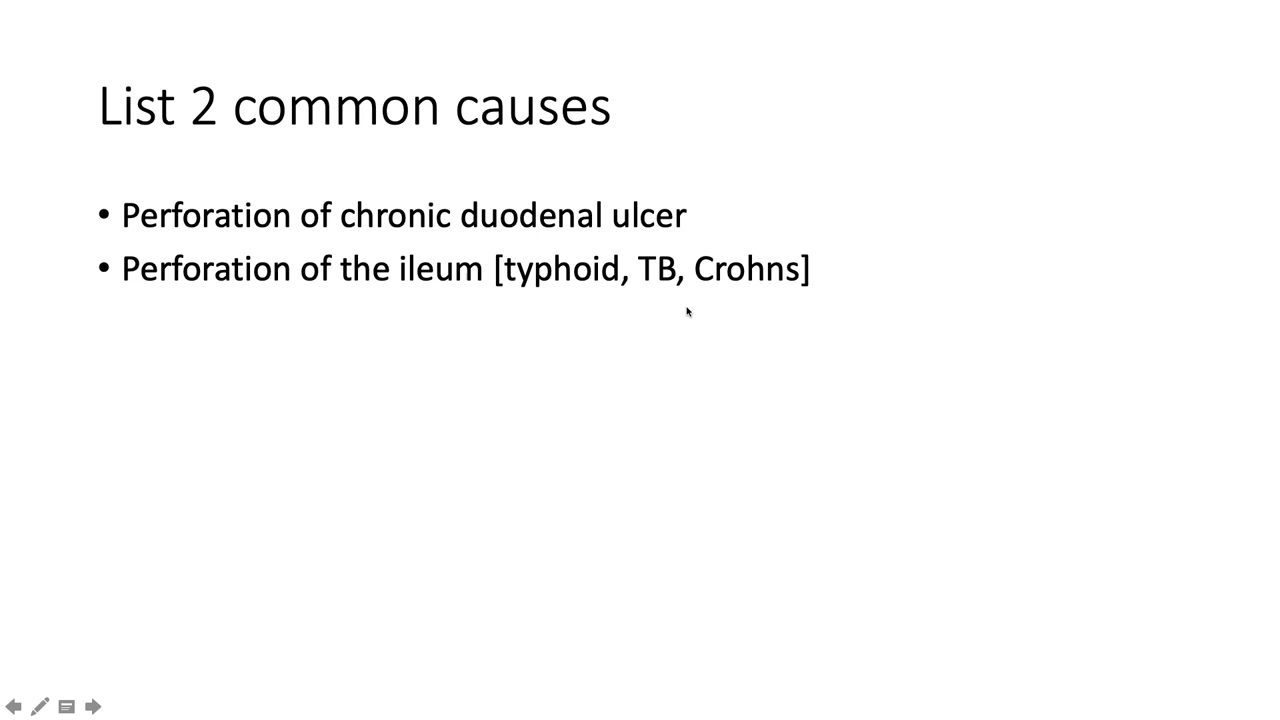 List 2 common causes
• Perforation of chronic duodenal ulcer
• Perforation of the ileum [typhoid, TB, Crohns]